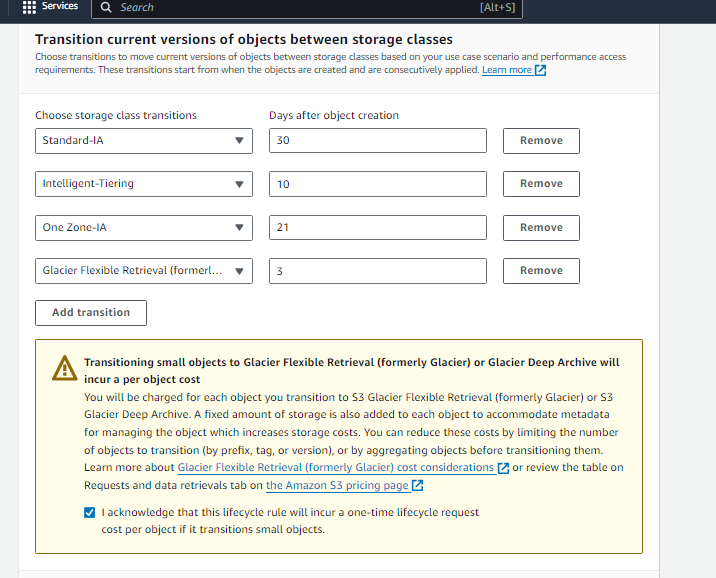 Services
Search
[Alt+S]
Transition current versions of objects between storage classes
Choose transitions to move current versions of objects between storage classes based on your use case scenario and performance access
requirements. These transitions start from when the objects are created and are consecutively applied. Learn more
Choose storage class transitions
Days after object creation
Standard-IA
30
Remove
Intelligent-Tiering
10
Remove
One Zone-IA
21
Remove
Glacier Flexible Retrieval (formerl...
3
Remove
Add transition
Transitioning small objects to Glacier Flexible Retrieval (formerly Glacier) or Glacier Deep Archive will
incur a per object cost
You will be charged for each object you transition to S3 Glacier Flexible Retrieval (formerly Glacier) or S3
Glacier Deep Archive. A fixed amount of storage is also added to each object to accommodate metadata
for managing the object which increases storage costs. You can reduce these costs by limiting the number
of objects to transition (by prefix, tag, or version), or by aggregating objects before transitioning them.
Learn more about Glacier Flexible Retrieval (formerly Glacier) cost considerations or review the table on
Requests and data retrievals tab on the Amazon S3 pricing page
I acknowledge that this lifecycle rule will incur a one-time lifecycle request
cost per object if it transitions small objects.